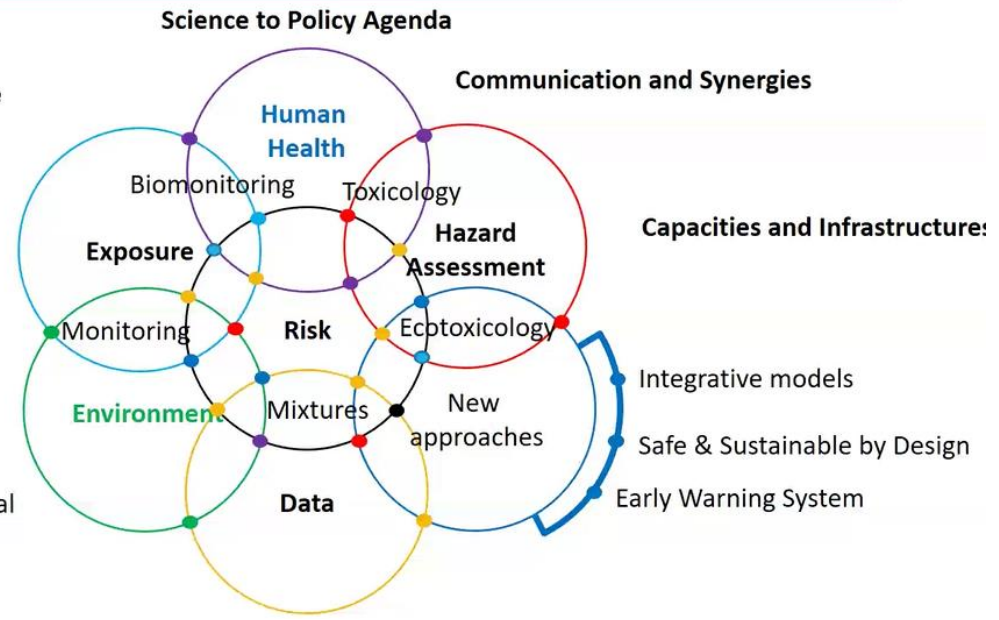 Science to Policy Agenda
Communication and Synergies
Human
Health
Biomonitoring
Toxicology
Capacities and Infrastructures
Hazard
Assessment
Exposure
Monitoring
Risk
Ecotoxicology
Integrative models
Environment
Mixtures
New
approaches
Safe & Sustainable by Design
Early Warning System
Data
al